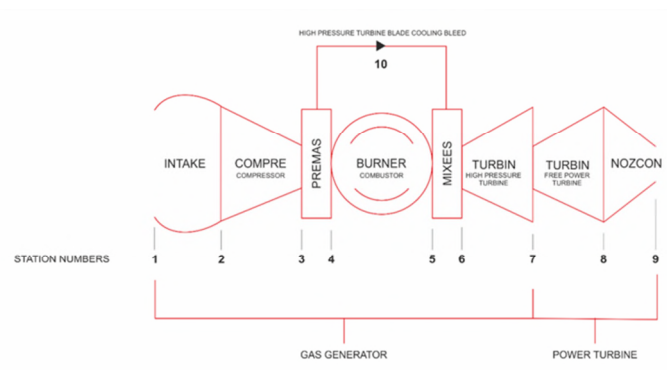 HIGH PRESSURE TURBINE BLADE COOLING BLEED
10
INTAKE
COMPRE
COMPRESSOR
PREMAS
BURNER
COMBUSTOR
MIXEES
TURBIN
HIGH PRESSURE
TURBINE
TURBIN
FREE POWER
TURBINE
NOZCON
STATION NUMBERS 1 2 3 4 5 6 7 8 9
GAS GENERATOR POWER TURBINE